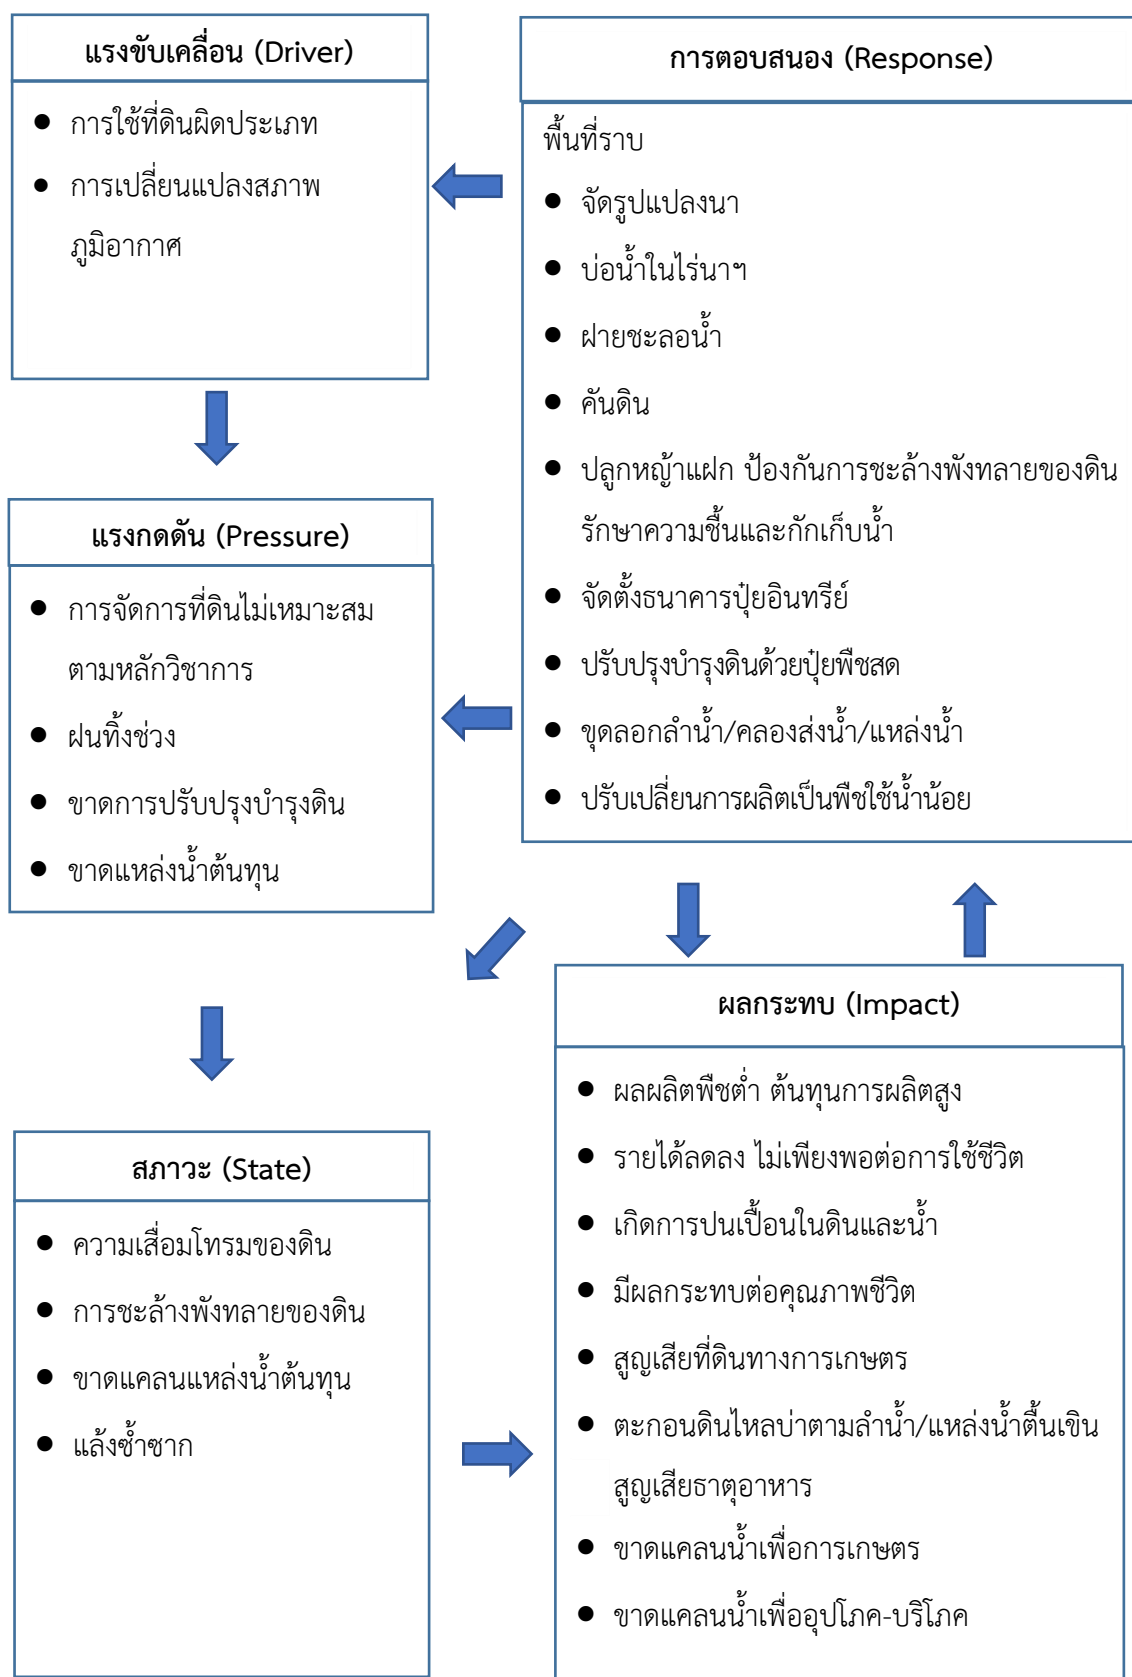 แรงขับเคลื่อน (Driver)
● การใช้ที่ดินผิดประเภท
● การเปลี่ยนแปลงสภาพ
ภูมิอากาศ
แรงกดดัน (Pressure)
● การจัดการที่ดินไม่เหมาะสม
ตามหลักวิชาการ
● ฝนทิ้งช่วง
● ขาดการปรับปรุงบำรุงดิน
● ขาดแหล่งน้ำต้นทุน
สภาวะ (State)
● ความเสื่อมโทรมของดิน
● การชะล้างพังทลายของดิน
● ขาดแคลนแหล่งน้ำต้นทุน
● แล้งซ้ำซาก
การตอบสนอง (Response)
พื้นที่ราบ
● จัดรูปแปลงนา
● บ่อน้ำในไร่นาฯ
● ฝายชะลอน้ำ
● คันดิน
● ปลูกหญ้าแฝก ป้องกันการชะล้างพังทลายของดิน
รักษาความชื้นและกักเก็บน้ำ
● จัดตั้งธนาคารปุ๋ยอินทรีย์
● ปรับปรุงบำรุงดินด้วยปุ๋ยพืชสด
● ขุดลอกลำน้ำ/คลองส่งน้ำ/แหล่งน้ำ
● ปรับเปลี่ยนการผลิตเป็นพืชใช้น้ำน้อย
ผลกระทบ (Impact)
● ผลผลิตพืชต่ำ ต้นทุนการผลิตสูง
● รายได้ลดลง ไม่เพียงพอต่อการใช้ชีวิต
● เกิดการปนเปื้อนในดินและน้ำ
● มีผลกระทบต่อคุณภาพชีวิต
● สูญเสียที่ดินทางการเกษตร
● ตะกอนดินไหลบ่าตามลำน้ำ/แหล่งน้ำตื้นเขิน
สูญเสียธาตุอาหาร
● ขาดแคลนน้ำเพื่อการเกษตร
● ขาดแคลนน้ำเพื่ออุปโภค-บริโภค